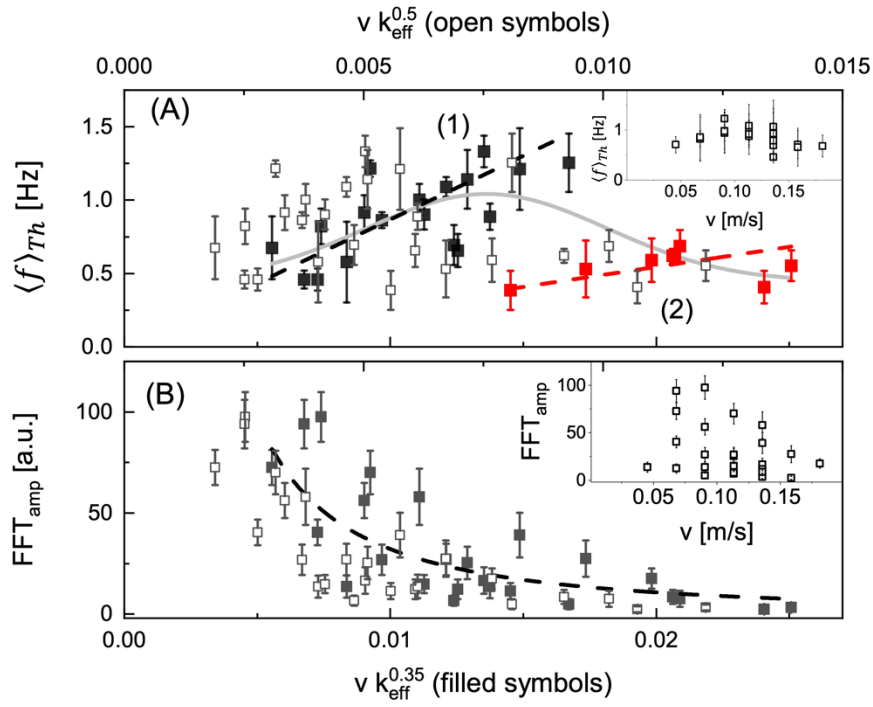 v k_eff^0.5 (open symbols)
0.000 0.005 0.010 0.015
(A)
(1)
(2)
⟨f⟩_Th [Hz]
1.5
1.0
0.5
0.0
⟨f⟩_Th [Hz]
1
0
0.05 0.10 0.15
v [m/s]
(B)
FFT_amp [a.u.]
100
50
0
FFT_amp
100
75
50
25
0
0.05 0.10 0.15
v [m/s]
0.00 0.01 0.02
v k_eff^0.35 (filled symbols)